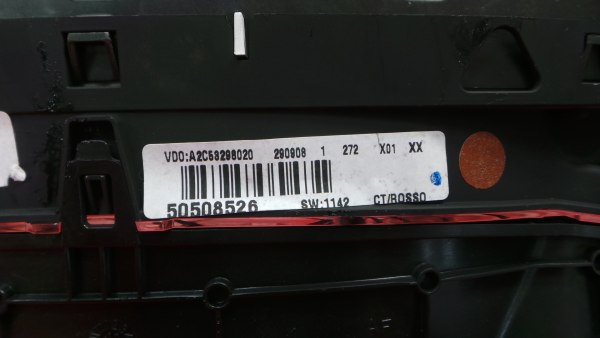 VDO:A2C53298020 290908 1 272 X01 XX
50508526 SW:1142 CT/ROSSO